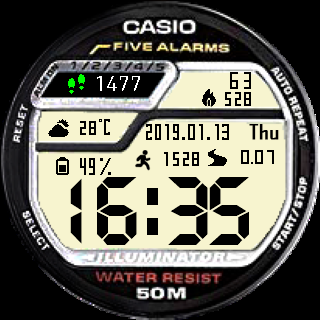 CASIO
FIVE ALARMS
1/2/3/4/5
1477
63
528
AUTO REPEAT
RESET
28°C
2019.01.13 Thu
49%
1528
0.07
16:35
SELECT
START/STOP
ILLUMINATOR
WATER RESIST
50M